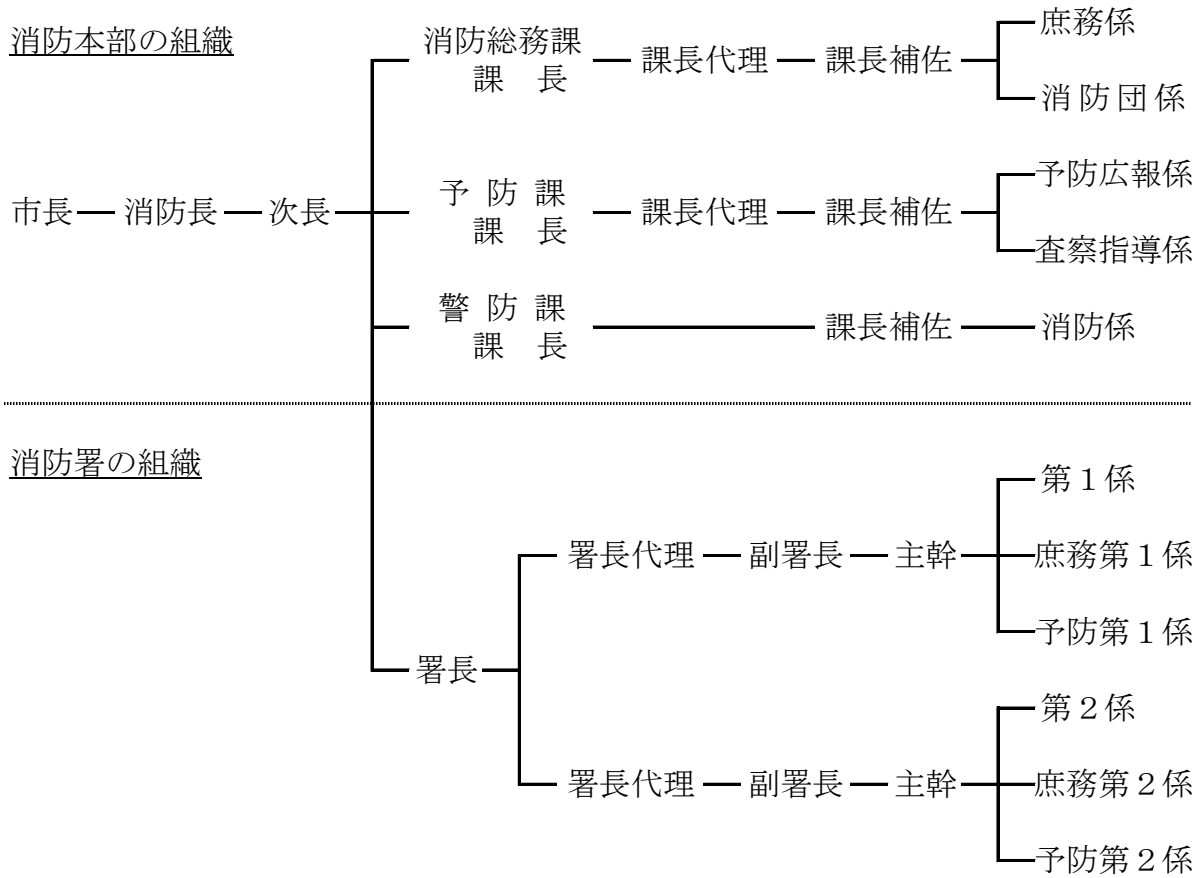 消防本部の組織
消防総務課 課長 課長代理 課長補佐 庶務係
消防団係
市長 消防長 次長 予防課 課長 課長代理 課長補佐 予防広報係
査察指導係
警防課 課長 課長補佐 消防係
消防署の組織
署長
署長代理 副署長 主幹 第１係
庶務第１係
予防第１係
署長代理 副署長 主幹 第２係
庶務第２係
予防第２係